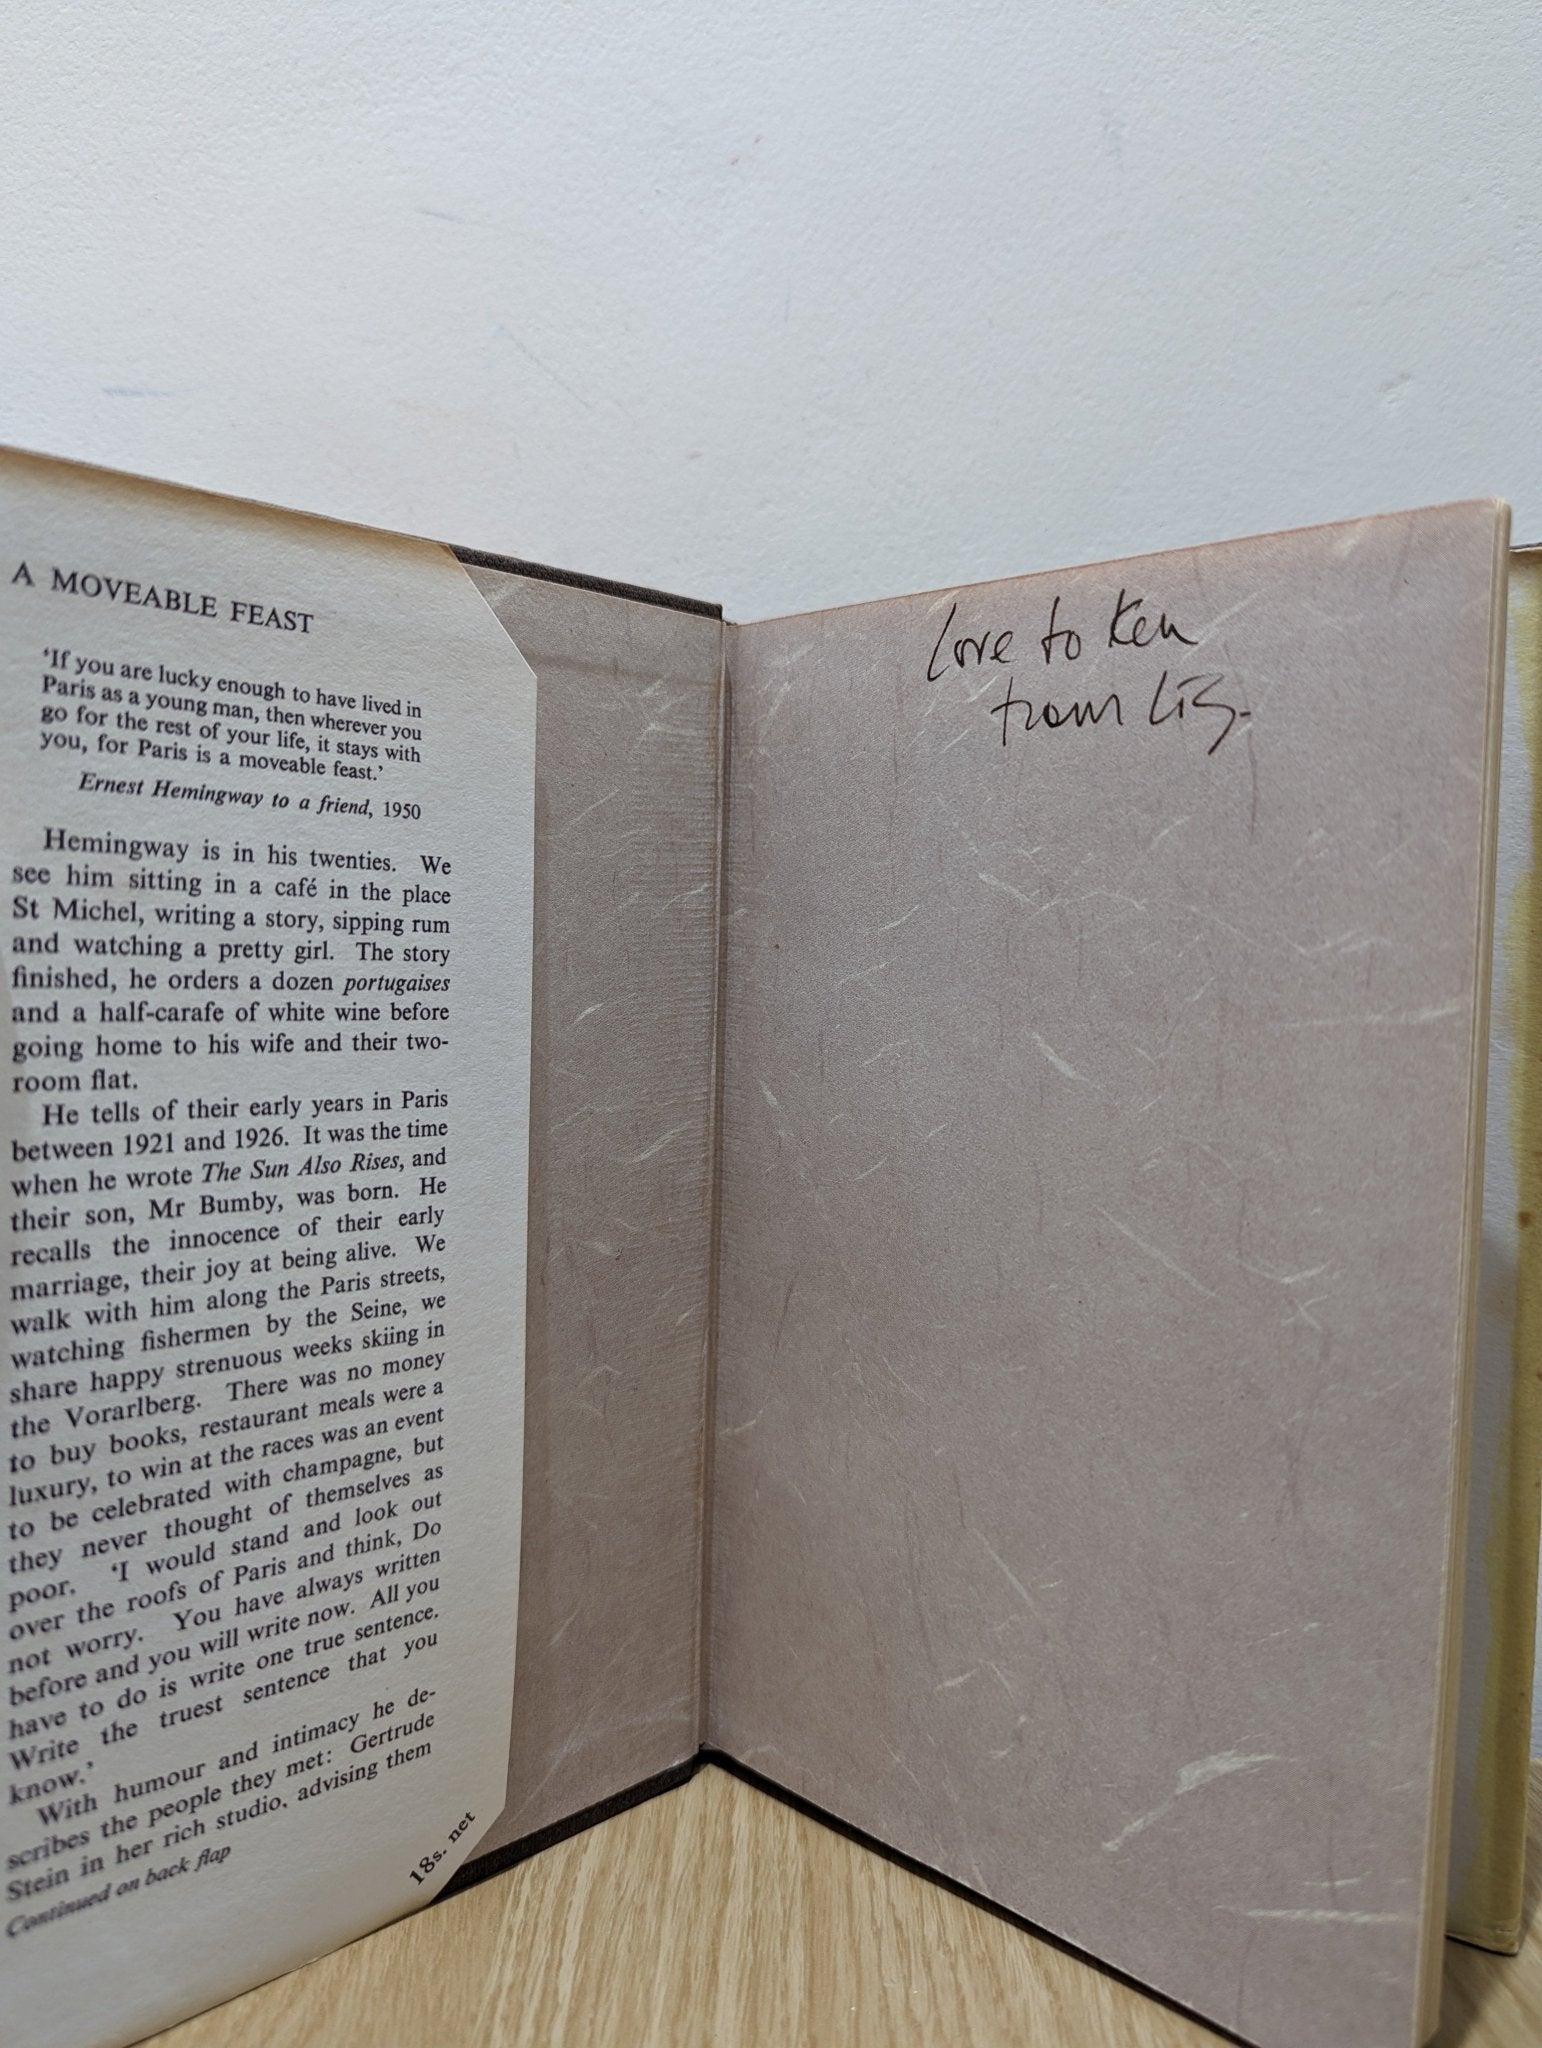 A MOVEABLE FEAST
'If you are lucky enough to have lived in
Paris as a young man, then wherever you
go for the rest of your life, it stays with
you, for Paris is a moveable feast.'
Ernest Hemingway to a friend, 1950
Hemingway is in his twenties. We
see him sitting in a café in the place
St Michel, writing a story, sipping rum
and watching a pretty girl. The story
finished, he orders a dozen portugaises
and a half-carafe of white wine before
going home to his wife and their two-
room flat.
He tells of their early years in Paris
between 1921 and 1926. It was the time
when he wrote The Sun Also Rises, and
their son, Mr Bumby, was born. He
recalls the innocence of their early
marriage, their joy at being alive. We
walk with him along the Paris streets,
watching fishermen by the Seine, we
share happy strenuous weeks skiing in
the Vorarlberg. There was no money
to buy books, restaurant meals were a
luxury, to win at the races was an event
to be celebrated with champagne, but
they never thought of themselves as
poor. 'I would stand and look out
over the roofs of Paris and think, Do
not worry. You have always written
before and you will write now. All you
have to do is write one true sentence.
Write the truest sentence that you
know.'
With humour and intimacy he de-
scribes the people they met: Gertrude
Stein in her rich studio, advising them
Continued on back flap
18s. net
Love to Ken
from Liz.